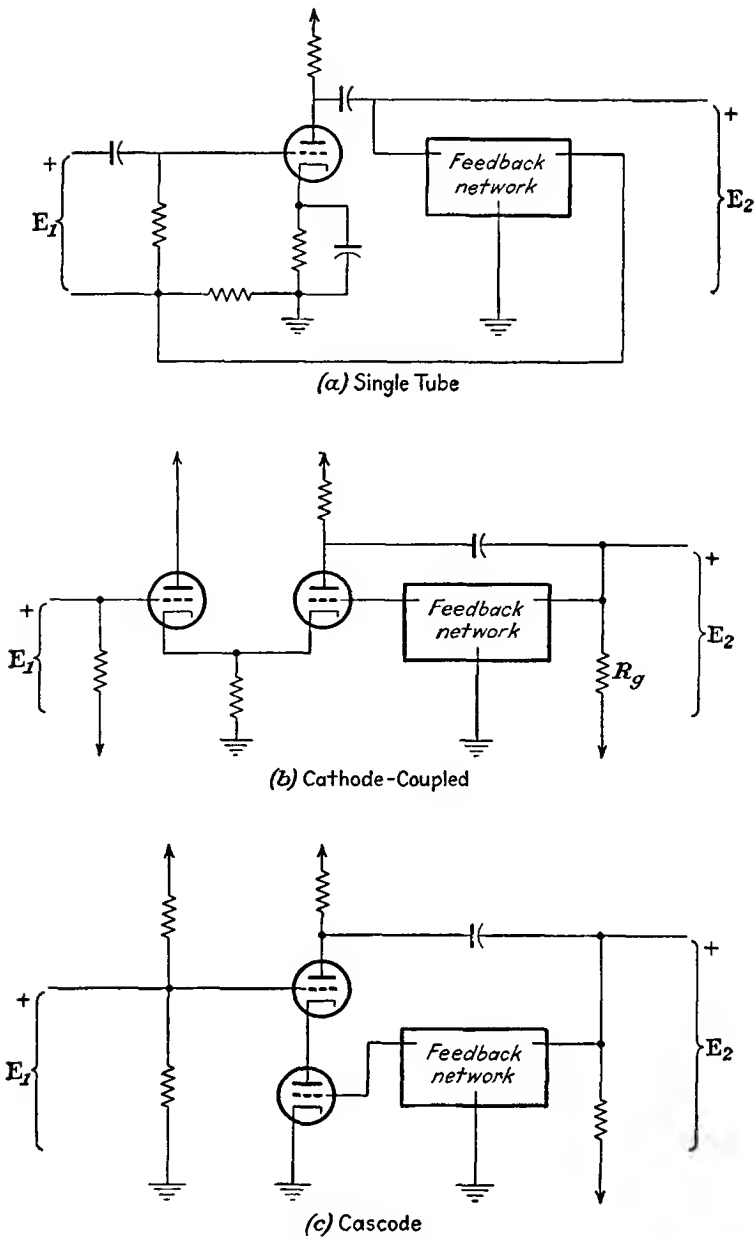 +
Feedback
network
+
E1
E2
(a) Single Tube
+
Feedback
network
+
E1
E2
Rg
(b) Cathode-Coupled
+
Feedback
network
+
E1
E2
(c) Cascode